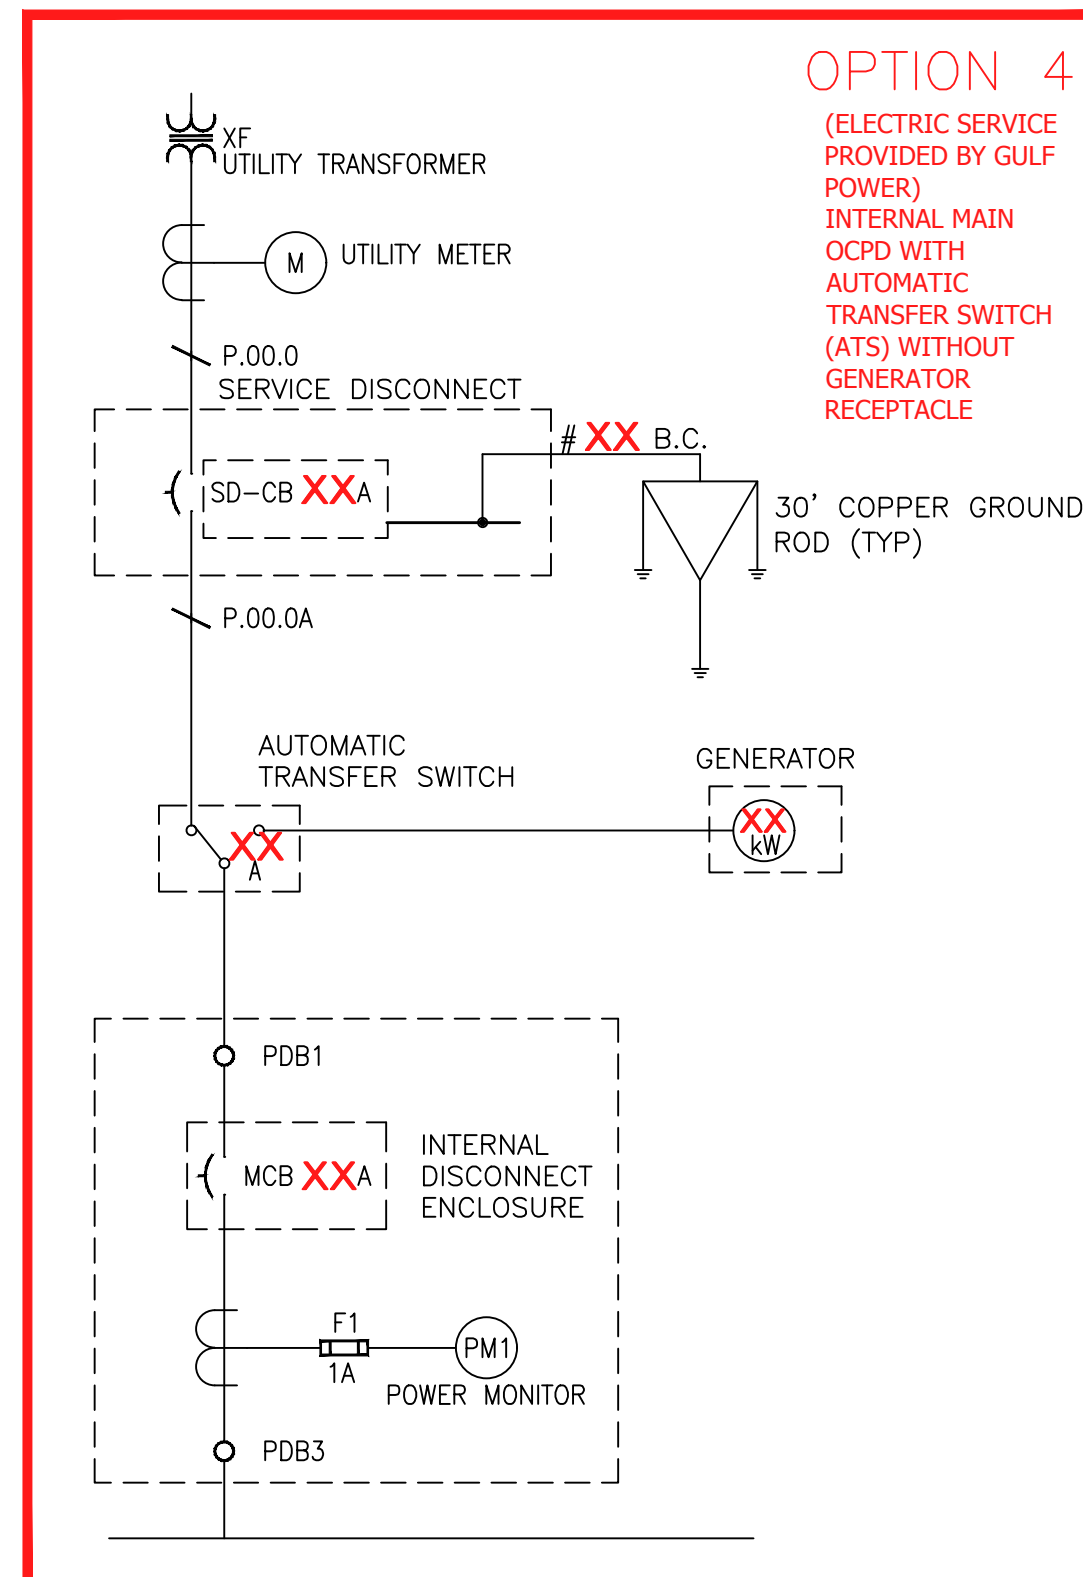 OPTION 4
(ELECTRIC SERVICE
PROVIDED BY GULF
POWER)
INTERNAL MAIN
OCPD WITH
AUTOMATIC
TRANSFER SWITCH
(ATS) WITHOUT
GENERATOR
RECEPTACLE
XF
UTILITY TRANSFORMER
M
UTILITY METER
P.00.0
SERVICE DISCONNECT
# XX B.C.
SD-CB XXA
30' COPPER GROUND
ROD (TYP)
P.00.0A
AUTOMATIC
TRANSFER SWITCH
XX
A
GENERATOR
XX
kW
PDB1
MCB XXA
INTERNAL
DISCONNECT
ENCLOSURE
F1
1A
PM1
POWER MONITOR
PDB3